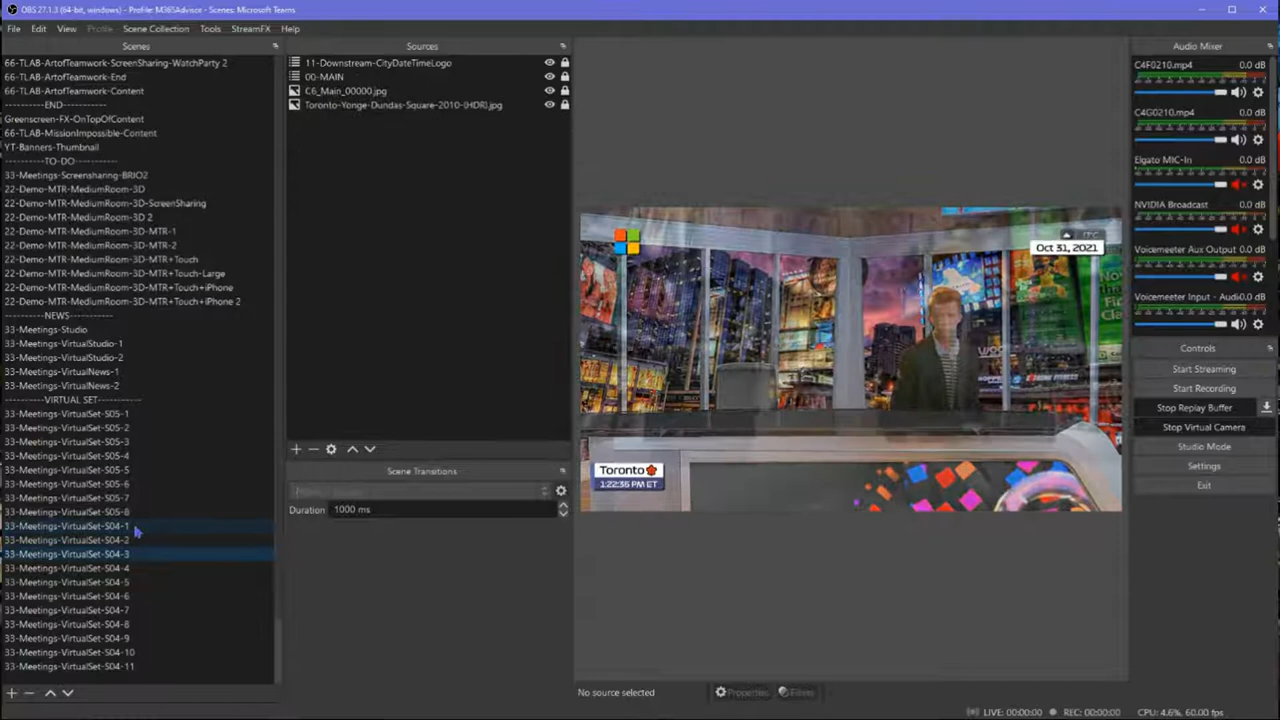 OBS 27.1.3 (64-bit, windows) - Profile: M365Advisor - Scenes: Microsoft Teams
File Edit View Profile Scene Collection Tools StreamFX Help
Scenes
66-TLAB-ArtofTeamwork-ScreenSharing-WatchParty 2
66-TLAB-ArtofTeamwork-End
66-TLAB-ArtofTeamwork-Content
----------END----------
Greenscreen-FX-OnTopOfContent
66-TLAB-MissionImpossible-Content
YT-Banners-Thumbnail
----------TO-DO----------
33-Meetings-Screensharing-BRIO2
22-Demo-MTR-MediumRoom-3D
22-Demo-MTR-MediumRoom-3D-ScreenSharing
22-Demo-MTR-MediumRoom-3D 2
22-Demo-MTR-MediumRoom-3D-MTR-1
22-Demo-MTR-MediumRoom-3D-MTR-2
22-Demo-MTR-MediumRoom-3D-MTR+Touch
22-Demo-MTR-MediumRoom-3D-MTR+Touch-Large
22-Demo-MTR-MediumRoom-3D-MTR+Touch+iPhone
22-Demo-MTR-MediumRoom-3D-MTR+Touch+iPhone 2
----------NEWS----------
33-Meetings-Studio
33-Meetings-VirtualStudio-1
33-Meetings-VirtualStudio-2
33-Meetings-VirtualNews-1
33-Meetings-VirtualNews-2
----------VIRTUAL SET----------
33-Meetings-VirtualSet-S05-1
33-Meetings-VirtualSet-S05-2
33-Meetings-VirtualSet-S05-3
33-Meetings-VirtualSet-S05-4
33-Meetings-VirtualSet-S05-5
33-Meetings-VirtualSet-S05-6
33-Meetings-VirtualSet-S05-7
33-Meetings-VirtualSet-S05-8
33-Meetings-VirtualSet-S04-1
33-Meetings-VirtualSet-S04-2
33-Meetings-VirtualSet-S04-3
33-Meetings-VirtualSet-S04-4
33-Meetings-VirtualSet-S04-5
33-Meetings-VirtualSet-S04-6
33-Meetings-VirtualSet-S04-7
33-Meetings-VirtualSet-S04-8
33-Meetings-VirtualSet-S04-9
33-Meetings-VirtualSet-S04-10
33-Meetings-VirtualSet-S04-11
Sources
11-Downstream-CityDateTimeLogo
00-MAIN
C6_Main_00000.jpg
Toronto-Yonge-Dundas-Square-2010-(HDR).jpg
Scene Transitions
Duration 1000 ms
17°C
Oct 31, 2021
Toronto
1:22:36 PM ET
No source selected
Properties
Filters
Audio Mixer
C4F0210.mp4 0.0 dB
C4G0210.mp4 0.0 dB
Elgato MIC-In 0.0 dB
NVIDIA Broadcast 0.0 dB
Voicemeeter Aux Output 0.0 dB
Voicemeeter Input - Audi0.0 dB
Controls
Start Streaming
Start Recording
Stop Replay Buffer
Stop Virtual Camera
Studio Mode
Settings
Exit
LIVE: 00:00:00 REC: 00:00:00 CPU: 4.6%, 60.00 fps